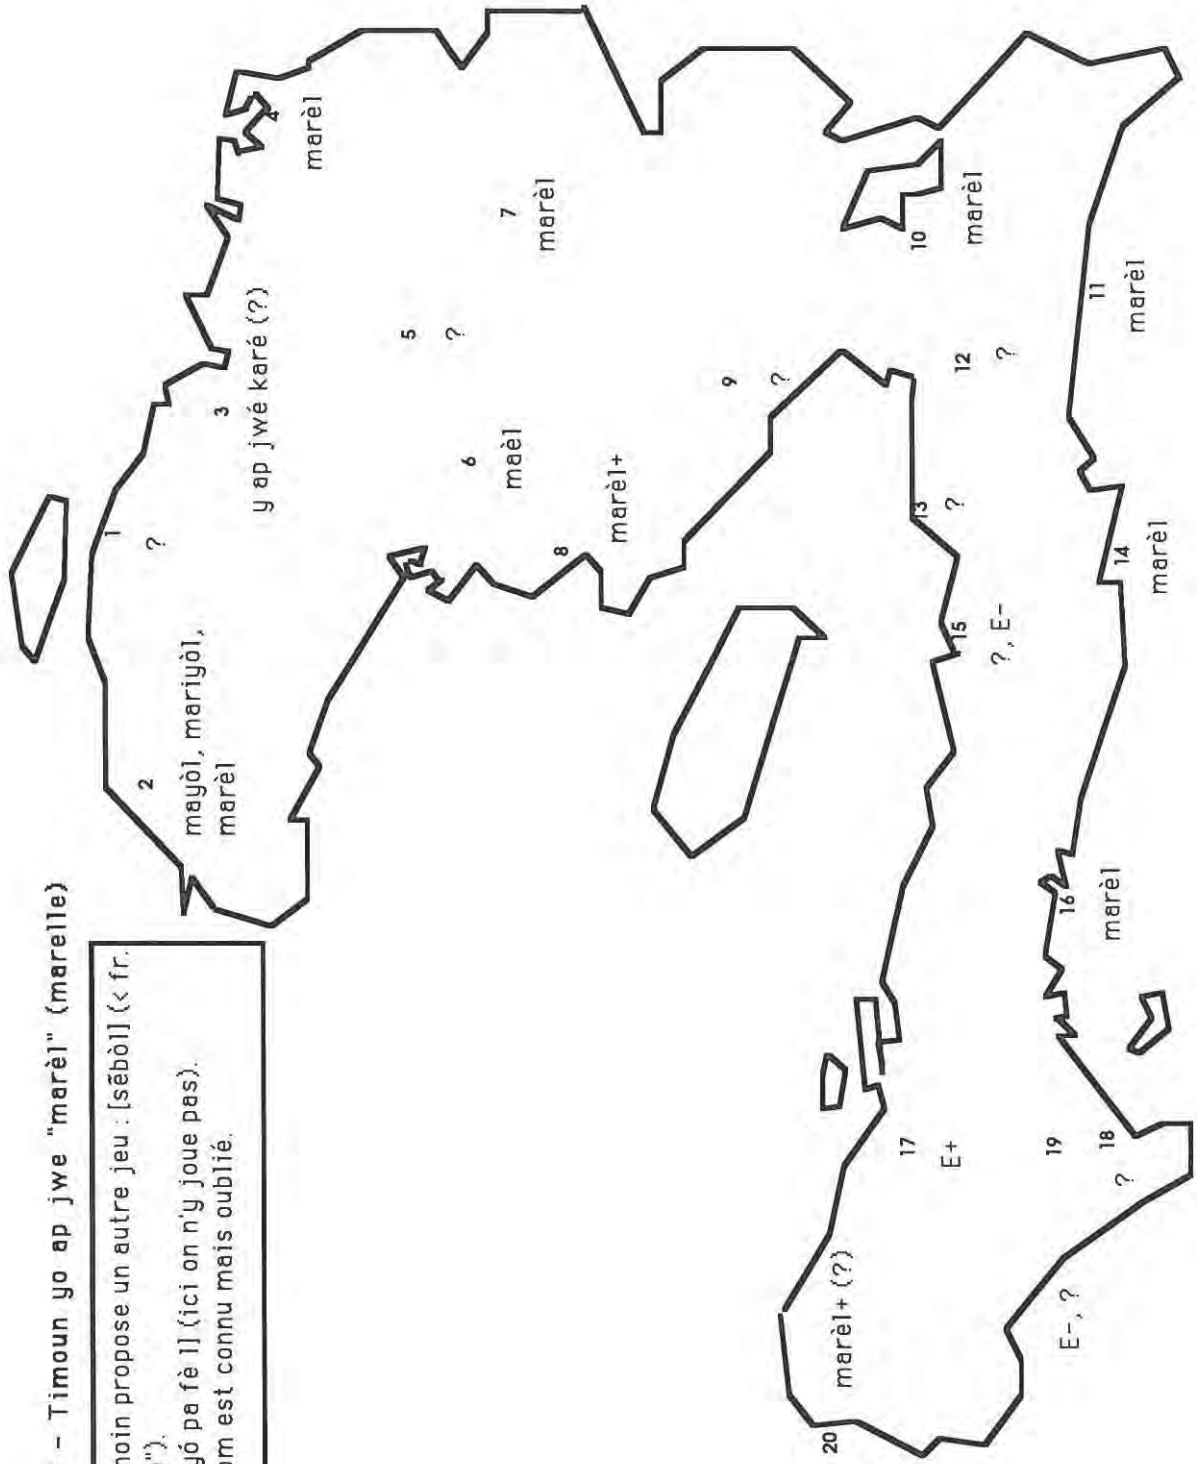 - Timoun yo ap jwe "marèl" (marelle)
propose un autre jeu : [sẽbòl] (< fr.
").
yó pa fè l] (ici on n'y joue pas).
est connu mais oublié.
1
?
2
mayòl, mariyòl,
marèl
3
y ap jwé karé (?)
4
marèl
5
?
6
maèl
7
marèl
8
marèl+
9
?
10
marèl
11
marèl
12
?
13
?
14
marèl
15
?, E-
16
marèl
17
E+
18
?
19
E-, ?
20
marèl+ (?)